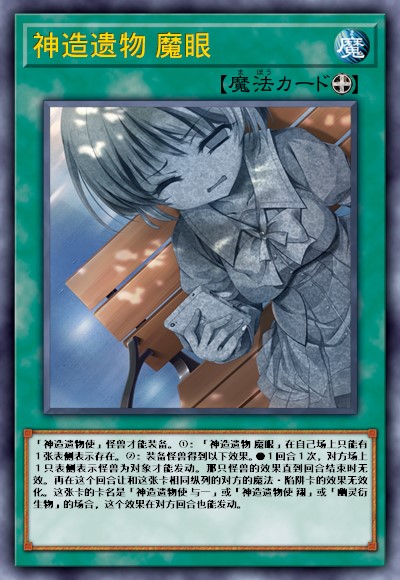 神造遗物 魔眼
魔
【魔法カード】
まほう
「神造遗物使」怪兽才能装备。①：「神造遗物 魔眼」在自己场上只能有
１张表侧表示存在。②：装备怪兽得到以下效果。●１回合１次，对方场上
１只表侧表示怪兽为对象才能发动。那只怪兽的效果直到回合结束时无
效。再在这个回合让和这张卡相同纵列的对方的魔法·陷阱卡的效果无效
化。这张卡的卡名是「神造遗物使 与一」或「神造遗物使 翔」或「幽灵衍
生物」的场合，这个效果在对方回合也能发动。